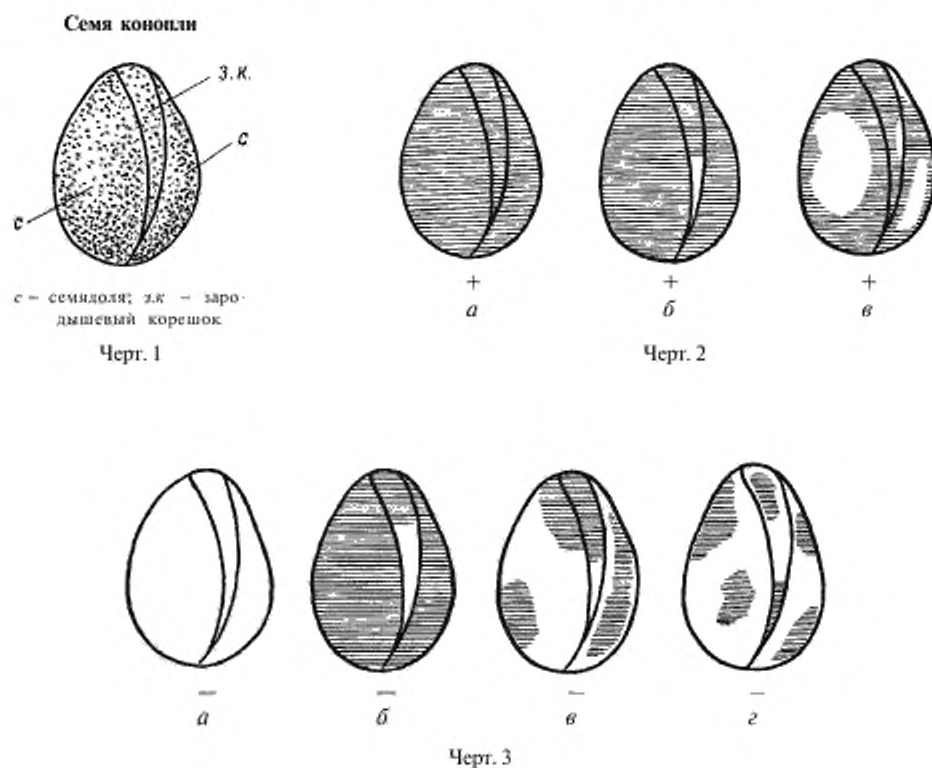 Семя конопли
з.к.
с
с
с – семядоля; з.к – заро-
дышевый корешок
Черт. 1
+ + +
а б в
Черт. 2
– – – –
а б в г
Черт. 3